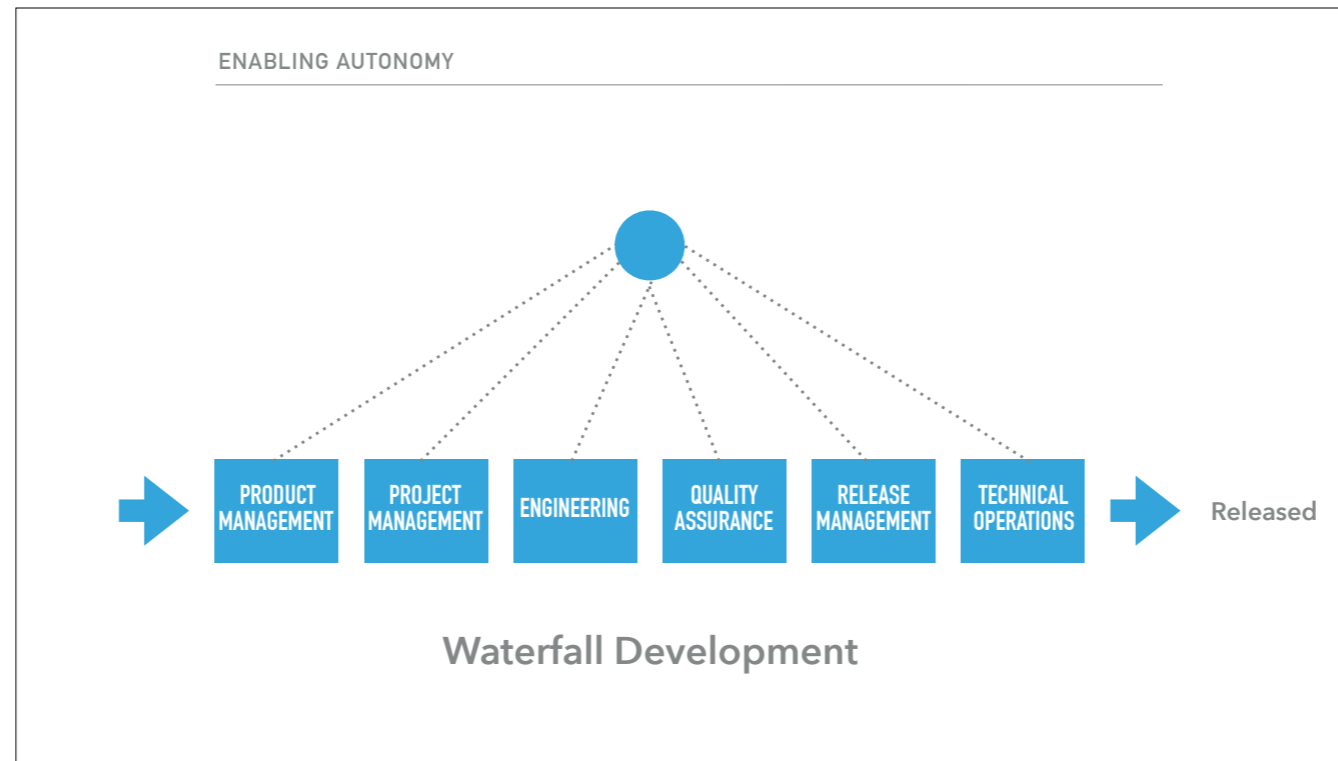 ENABLING AUTONOMY
PRODUCT
MANAGEMENT
PROJECT
MANAGEMENT
ENGINEERING
QUALITY
ASSURANCE
RELEASE
MANAGEMENT
TECHNICAL
OPERATIONS
Released
Waterfall Development